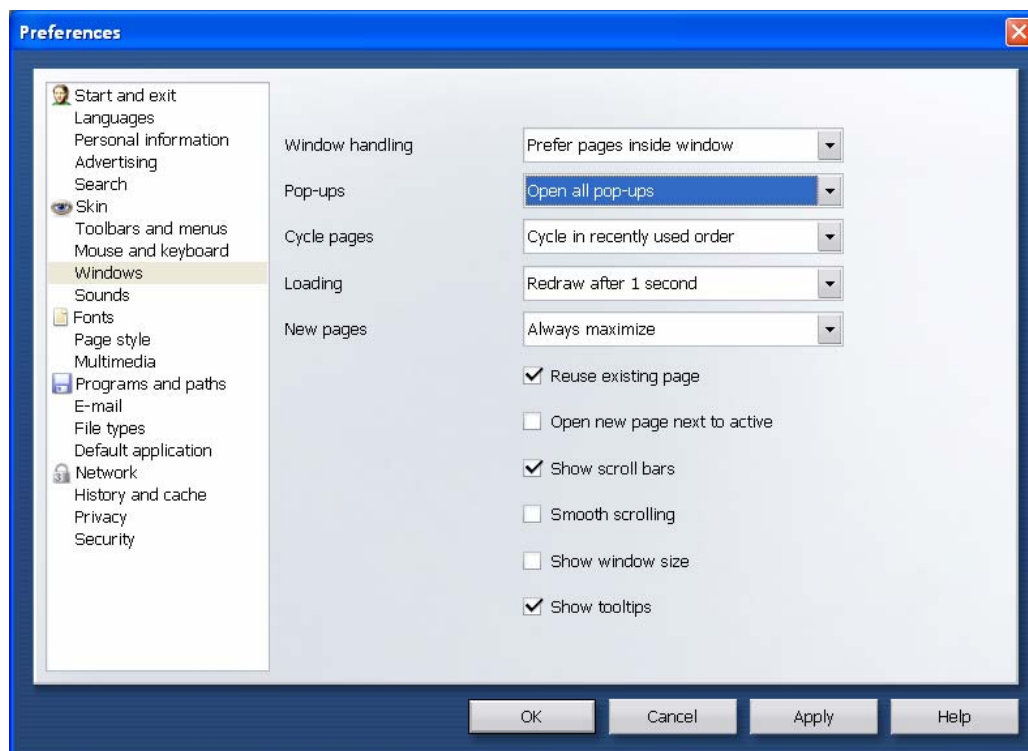 Preferences
Start and exit
Languages
Personal information
Advertising
Search
Skin
Toolbars and menus
Mouse and keyboard
Windows
Sounds
Fonts
Page style
Multimedia
Programs and paths
E-mail
File types
Default application
Network
History and cache
Privacy
Security
Window handling Prefer pages inside window
Pop-ups Open all pop-ups
Cycle pages Cycle in recently used order
Loading Redraw after 1 second
New pages Always maximize
Reuse existing page
Open new page next to active
Show scroll bars
Smooth scrolling
Show window size
Show tooltips
OK Cancel Apply Help